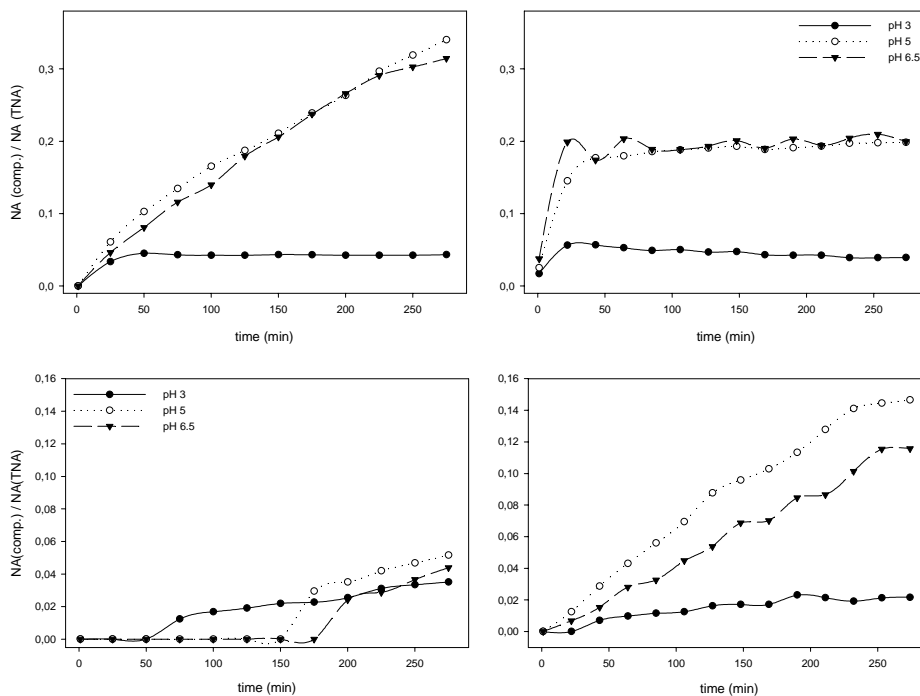 NA (comp.) / NA (TNA)
0,3
0,2
0,1
0,0
0 50 100 150 200 250
time (min)
pH 3
pH 5
pH 6.5
0,3
0,2
0,1
0,0
0 50 100 150 200 250
time (min)
NA(comp.) / NA(TNA)
0,16
0,14
0,12
0,10
0,08
0,06
0,04
0,02
0,00
pH 3
pH 5
pH 6.5
0 50 100 150 200 250
time (min)
0,16
0,14
0,12
0,10
0,08
0,06
0,04
0,02
0,00
0 50 100 150 200 250
time (min)